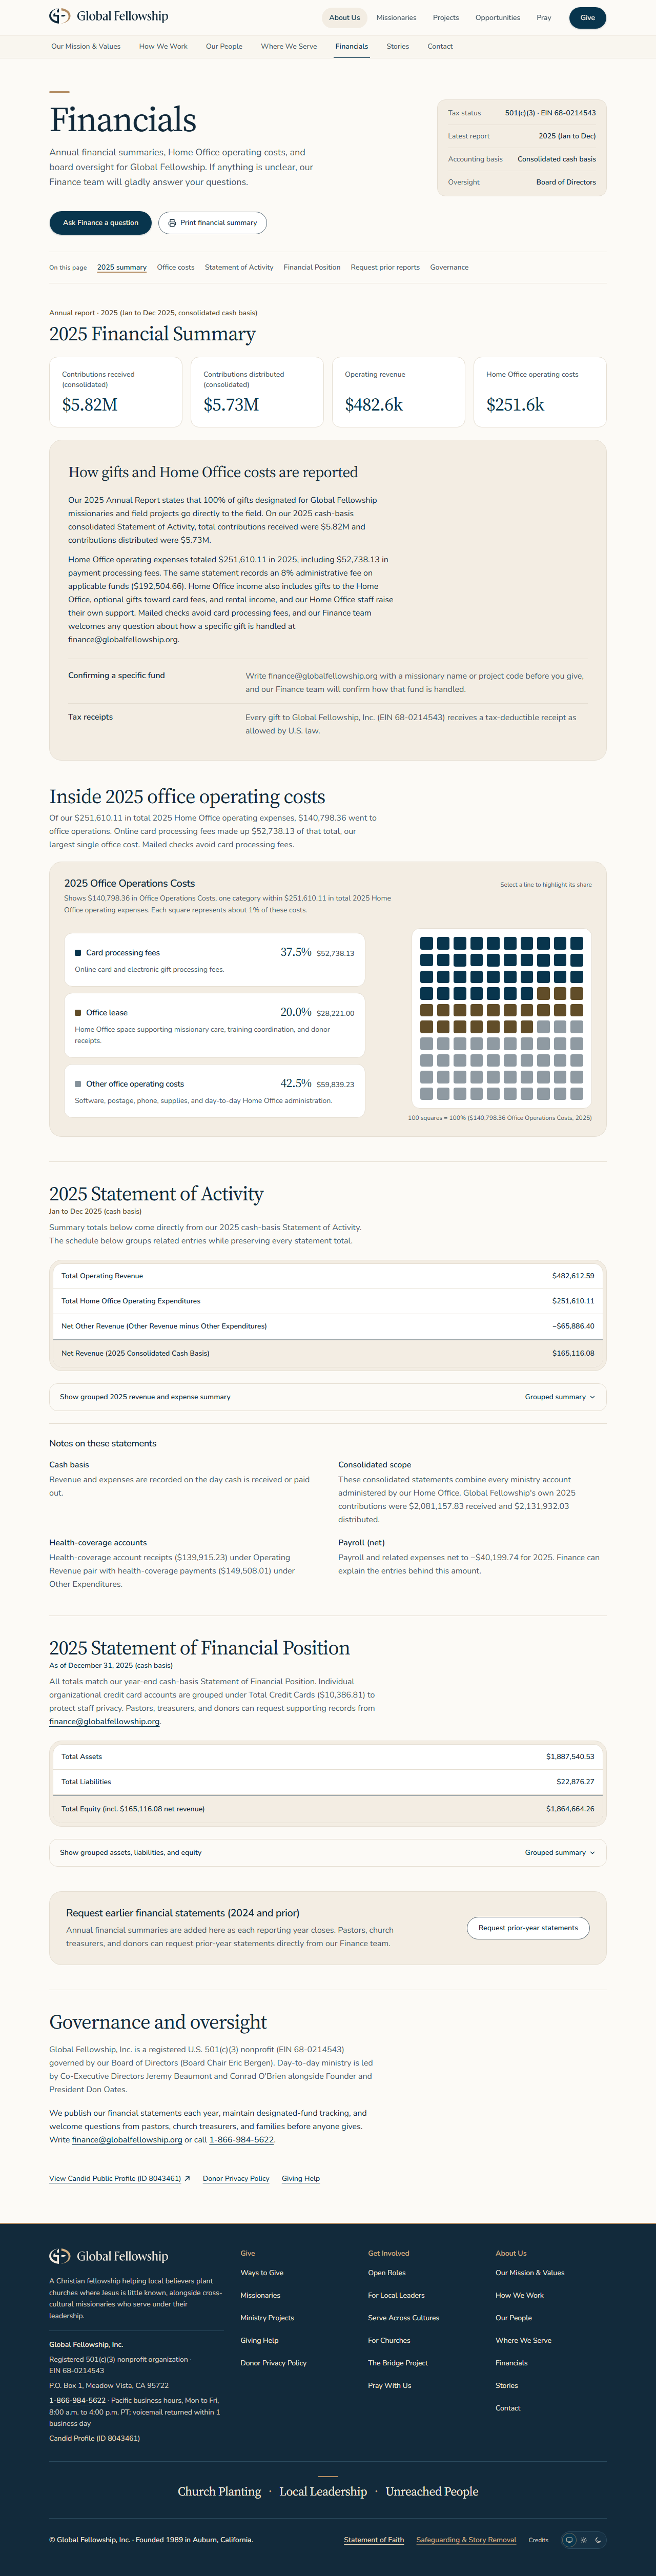 Global Fellowship
About Us Missionaries Projects Opportunities Pray Give
Our Mission & Values How We Work Our People Where We Serve Financials Stories Contact
Financials
Annual financial summaries, Home Office operating costs, and
board oversight for Global Fellowship. If anything is unclear, our
Finance team will gladly answer your questions.
Tax status 501(c)(3) · EIN 68-0214543
Latest report 2025 (Jan to Dec)
Accounting basis Consolidated cash basis
Oversight Board of Directors
Ask Finance a question Print financial summary
On this page 2025 summary Office costs Statement of Activity Financial Position Request prior reports Governance
Annual report · 2025 (Jan to Dec 2025, consolidated cash basis)
2025 Financial Summary
Contributions received
(consolidated)
$5.82M
Contributions distributed
(consolidated)
$5.73M
Operating revenue
$482.6k
Home Office operating costs
$251.6k
How gifts and Home Office costs are reported
Our 2025 Annual Report states that 100% of gifts designated for Global Fellowship
missionaries and field projects go directly to the field. On our 2025 cash-basis
consolidated Statement of Activity, total contributions received were $5.82M and
contributions distributed were $5.73M.
Home Office operating expenses totaled $251,610.11 in 2025, including $52,738.13 in
payment processing fees. The same statement records an 8% administrative fee on
applicable funds ($192,504.66). Home Office income also includes gifts to the Home
Office, optional gifts toward card fees, and rental income, and our Home Office staff raise
their own support. Mailed checks avoid card processing fees, and our Finance team
welcomes any question about how a specific gift is handled at
finance@globalfellowship.org.
Confirming a specific fund Write finance@globalfellowship.org with a missionary name or project code before you give,
and our Finance team will confirm how that fund is handled.
Tax receipts Every gift to Global Fellowship, Inc. (EIN 68-0214543) receives a tax-deductible receipt as
allowed by U.S. law.
Inside 2025 office operating costs
Of our $251,610.11 in total 2025 Home Office operating expenses, $140,798.36 went to
office operations. Online card processing fees made up $52,738.13 of that total, our
largest single office cost. Mailed checks avoid card processing fees.
2025 Office Operations Costs
Select a line to highlight its share
Shows $140,798.36 in Office Operations Costs, one category within $251,610.11 in total 2025 Home
Office operating expenses. Each square represents about 1% of these costs.
Card processing fees 37.5% $52,738.13
Online card and electronic gift processing fees.
Office lease 20.0% $28,221.00
Home Office space supporting missionary care, training coordination, and donor
receipts.
Other office operating costs 42.5% $59,839.23
Software, postage, phone, supplies, and day-to-day Home Office administration.
100 squares = 100% ($140,798.36 Office Operations Costs, 2025)
2025 Statement of Activity
Jan to Dec 2025 (cash basis)
Summary totals below come directly from our 2025 cash-basis Statement of Activity.
The schedule below groups related entries while preserving every statement total.
Total Operating Revenue $482,612.59
Total Home Office Operating Expenditures $251,610.11
Net Other Revenue (Other Revenue minus Other Expenditures) −$65,886.40
Net Revenue (2025 Consolidated Cash Basis) $165,116.08
Show grouped 2025 revenue and expense summary Grouped summary
Notes on these statements
Cash basis
Revenue and expenses are recorded on the day cash is received or paid
out.
Consolidated scope
These consolidated statements combine every ministry account
administered by our Home Office. Global Fellowship's own 2025
contributions were $2,081,157.83 received and $2,131,932.03
distributed.
Health-coverage accounts
Health-coverage account receipts ($139,915.23) under Operating
Revenue pair with health-coverage payments ($149,508.01) under
Other Expenditures.
Payroll (net)
Payroll and related expenses net to −$40,199.74 for 2025. Finance can
explain the entries behind this amount.
2025 Statement of Financial Position
As of December 31, 2025 (cash basis)
All totals match our year-end cash-basis Statement of Financial Position. Individual
organizational credit card accounts are grouped under Total Credit Cards ($10,386.81) to
protect staff privacy. Pastors, treasurers, and donors can request supporting records from
finance@globalfellowship.org.
Total Assets $1,887,540.53
Total Liabilities $22,876.27
Total Equity (incl. $165,116.08 net revenue) $1,864,664.26
Show grouped assets, liabilities, and equity Grouped summary
Request earlier financial statements (2024 and prior)
Annual financial summaries are added here as each reporting year closes. Pastors, church
treasurers, and donors can request prior-year statements directly from our Finance team.
Request prior-year statements
Governance and oversight
Global Fellowship, Inc. is a registered U.S. 501(c)(3) nonprofit (EIN 68-0214543)
governed by our Board of Directors (Board Chair Eric Bergen). Day-to-day ministry is led
by Co-Executive Directors Jeremy Beaumont and Conrad O'Brien alongside Founder and
President Don Oates.
We publish our financial statements each year, maintain designated-fund tracking, and
welcome questions from pastors, church treasurers, and families before anyone gives.
Write finance@globalfellowship.org or call 1-866-984-5622.
View Candid Public Profile (ID 8043461) Donor Privacy Policy Giving Help
Global Fellowship
A Christian fellowship helping local believers plant
churches where Jesus is little known, alongside cross-
cultural missionaries who serve under their
leadership.
Global Fellowship, Inc.
Registered 501(c)(3) nonprofit organization ·
EIN 68-0214543
P.O. Box 1, Meadow Vista, CA 95722
1-866-984-5622 · Pacific business hours, Mon to Fri,
8:00 a.m. to 4:00 p.m. PT; voicemail returned within 1
business day
Candid Profile (ID 8043461)
Give
Ways to Give
Missionaries
Ministry Projects
Giving Help
Donor Privacy Policy
Get Involved
Open Roles
For Local Leaders
Serve Across Cultures
For Churches
The Bridge Project
Pray With Us
About Us
Our Mission & Values
How We Work
Our People
Where We Serve
Financials
Stories
Contact
Church Planting · Local Leadership · Unreached People
© Global Fellowship, Inc. · Founded 1989 in Auburn, California.
Statement of Faith Safeguarding & Story Removal Credits